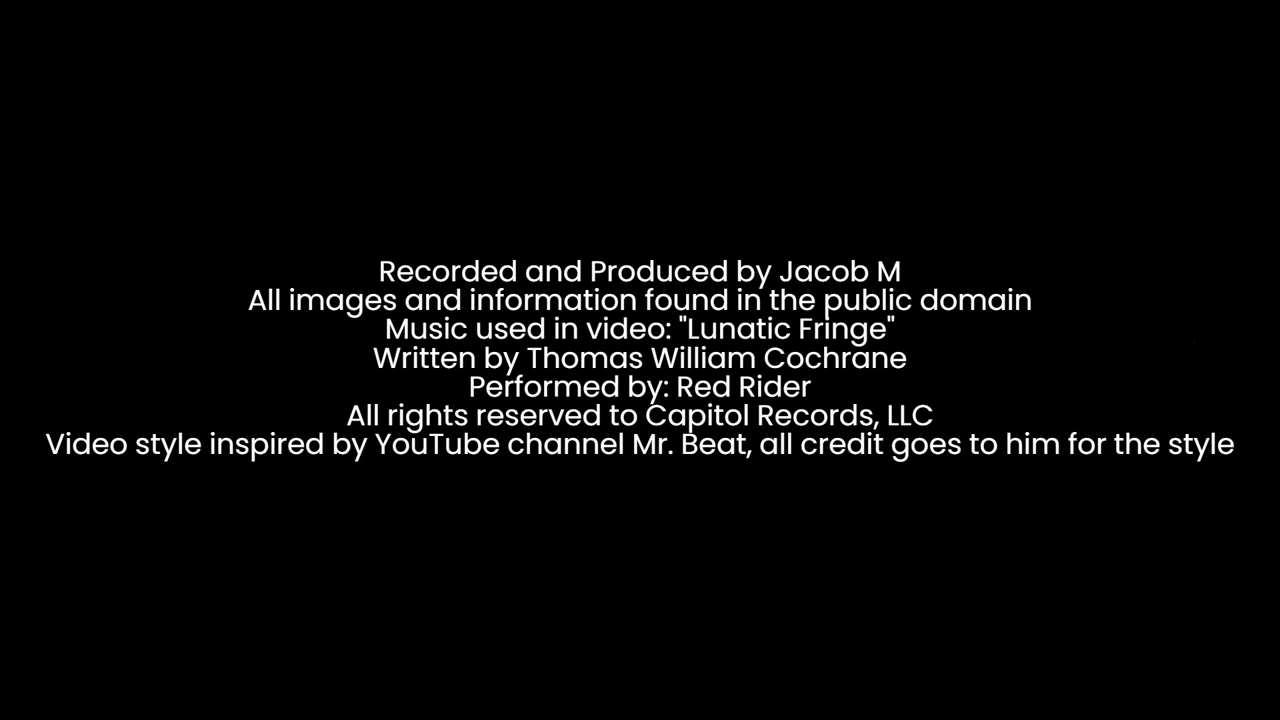 Recorded and Produced by Jacob M
All images and information found in the public domain
Music used in video: "Lunatic Fringe"
Written by Thomas William Cochrane
Performed by: Red Rider
All rights reserved to Capitol Records, LLC
Video style inspired by YouTube channel Mr. Beat, all credit goes to him for the style